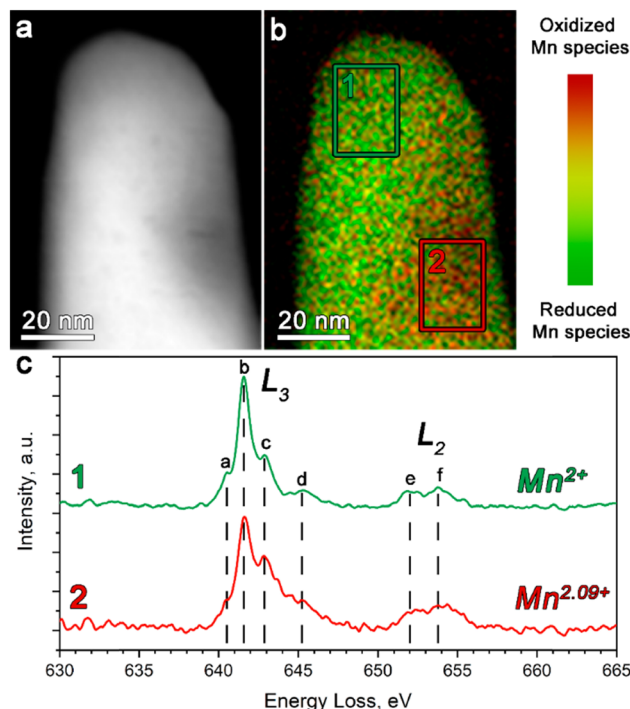 a
b
1
2
20 nm
20 nm
Oxidized
Mn species
Reduced
Mn species
c
L3
L2
a
b
c
d
e
f
1
Mn2+
2
Mn2.09+
Intensity, a.u.
630 635 640 645 650 655 660 665
Energy Loss, eV